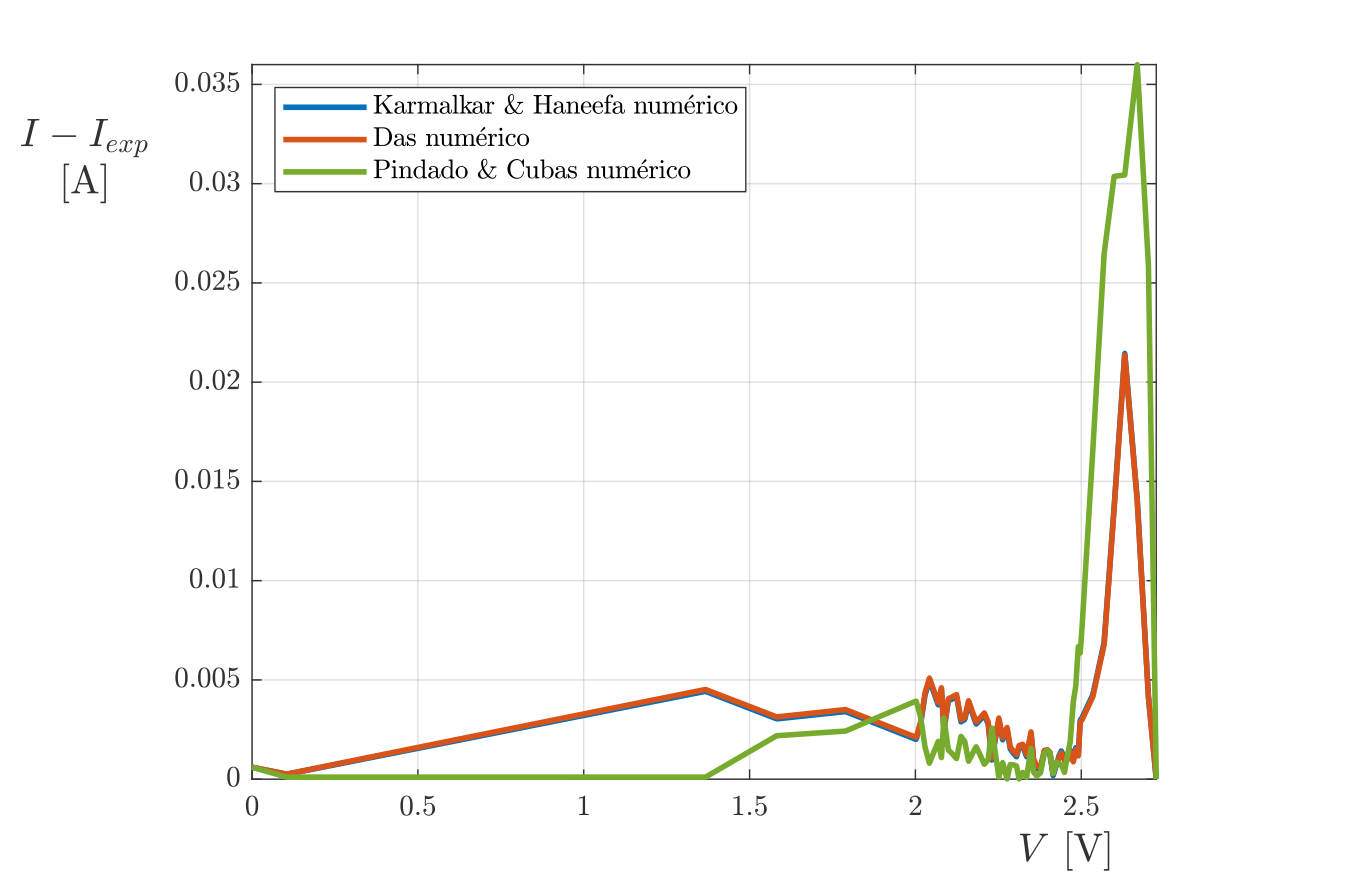 I − I_exp
[A]
0.035
0.03
0.025
0.02
0.015
0.01
0.005
0
Karmalkar & Haneefa numérico
Das numérico
Pindado & Cubas numérico
0 0.5 1 1.5 2 2.5
V [V]